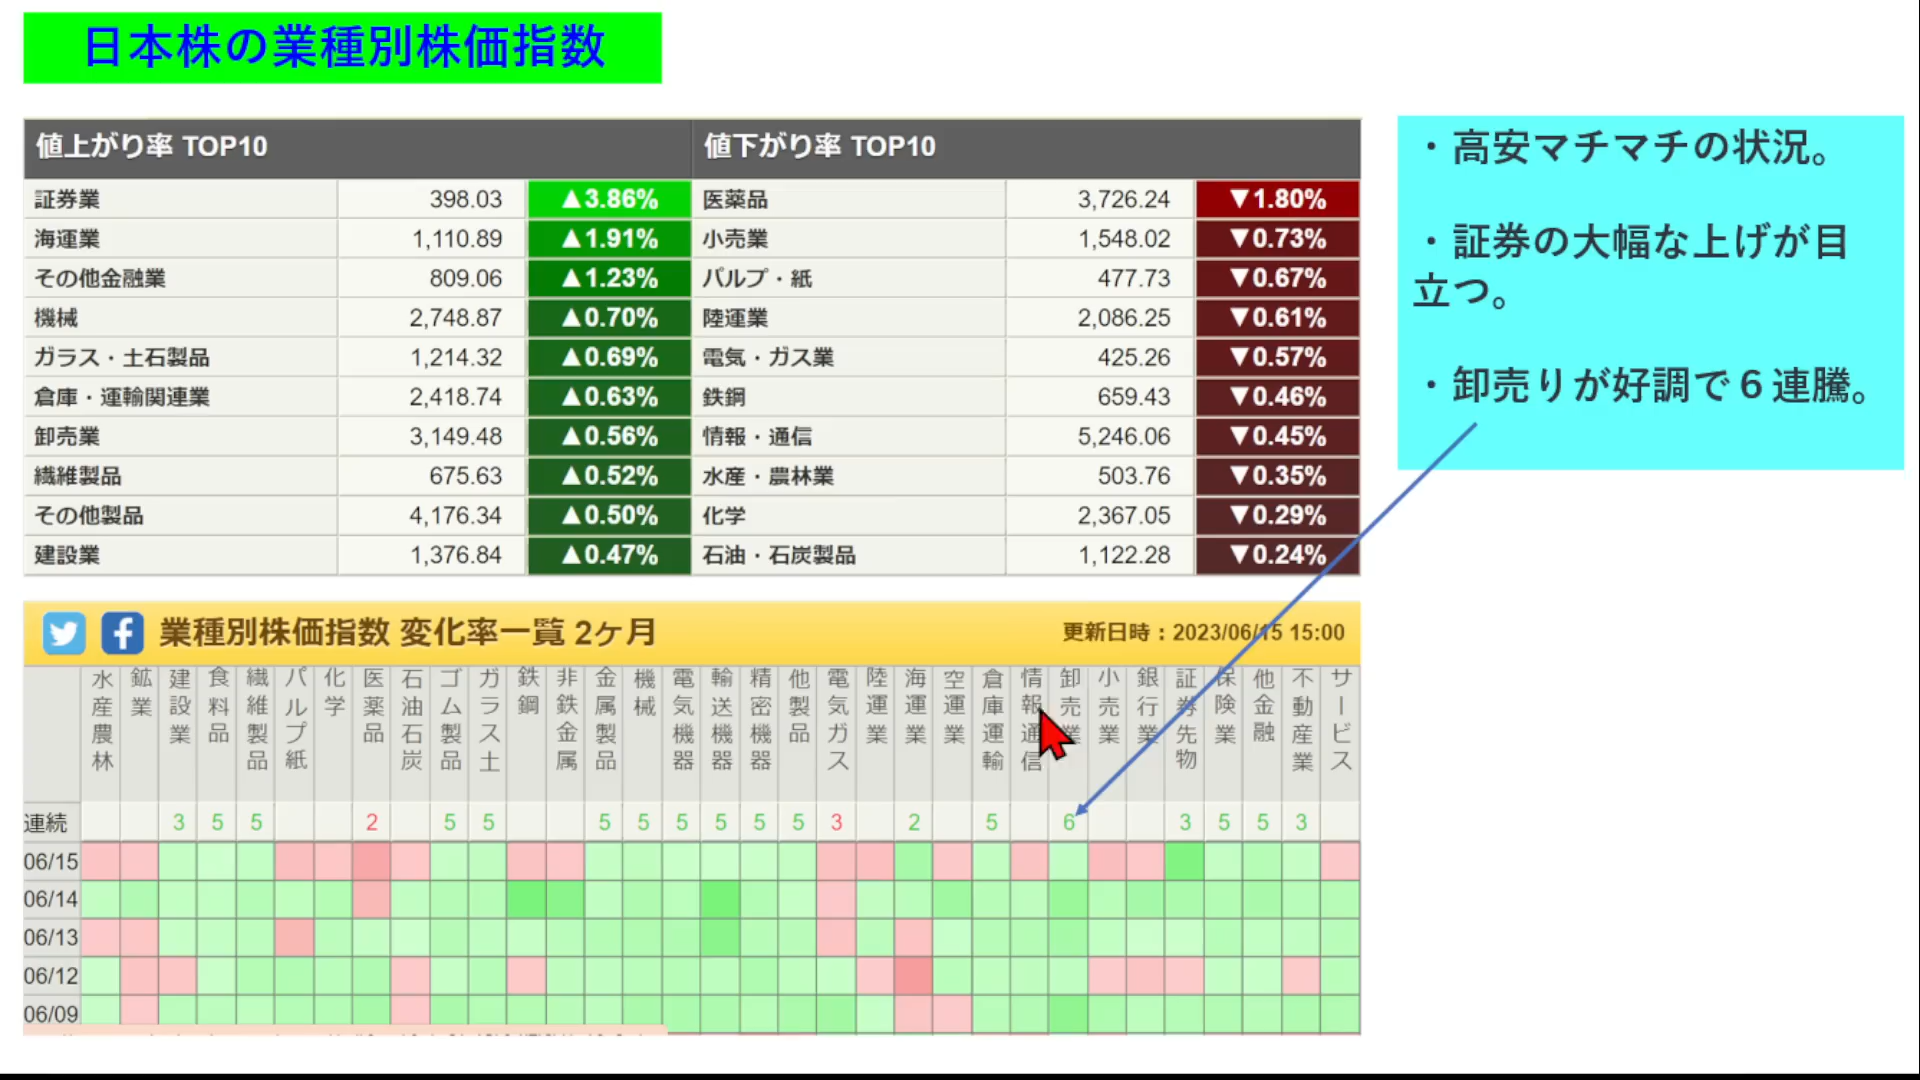 日本株の業種別株価指数
値上がり率 TOP10 値下がり率 TOP10
証券業 398.03 ▲3.86% 医薬品 3,726.24 ▼1.80%
海運業 1,110.89 ▲1.91% 小売業 1,548.02 ▼0.73%
その他金融業 809.06 ▲1.23% パルプ・紙 477.73 ▼0.67%
機械 2,748.87 ▲0.70% 陸運業 2,086.25 ▼0.61%
ガラス・土石製品 1,214.32 ▲0.69% 電気・ガス業 425.26 ▼0.57%
倉庫・運輸関連業 2,418.74 ▲0.63% 鉄鋼 659.43 ▼0.46%
卸売業 3,149.48 ▲0.56% 情報・通信 5,246.06 ▼0.45%
繊維製品 675.63 ▲0.52% 水産・農林業 503.76 ▼0.35%
その他製品 4,176.34 ▲0.50% 化学 2,367.05 ▼0.29%
建設業 1,376.84 ▲0.47% 石油・石炭製品 1,122.28 ▼0.24%
・高安マチマチの状況。
・証券の大幅な上げが目
立つ。
・卸売りが好調で６連騰。
業種別株価指数 変化率一覧 2ヶ月 更新日時：2023/06/15 15:00
水産農林 鉱業 建設業 食料品 繊維製品 パルプ紙 化学 医薬品 石油石炭 ゴム製品 ガラス土 鉄鋼 非鉄金属 金属製品 機械 電気機器 輸送機器 精密機器 他製品 電気ガス 陸運業 海運業 空運業 倉庫運輸 情報通信 卸売業 小売業 銀行業 証券先物 保険業 他金融 不動産業 サービス
連続 3 5 5 2 5 5 5 5 5 5 5 5 3 2 5 6 3 5 5 3
06/15
06/14
06/13
06/12
06/09